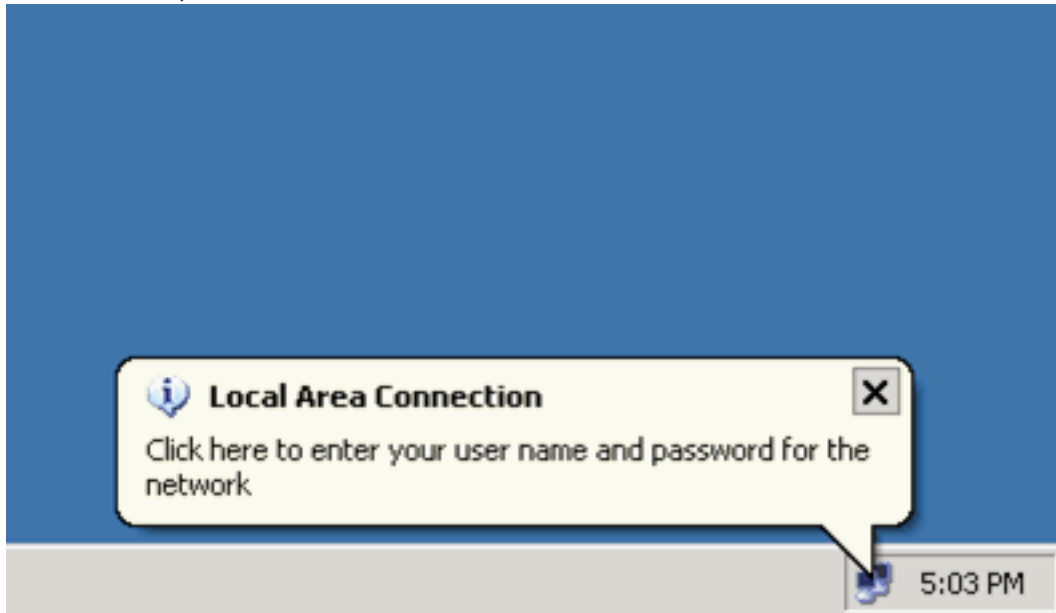 Local Area Connection
Click here to enter your user name and password for the
network
5:03 PM